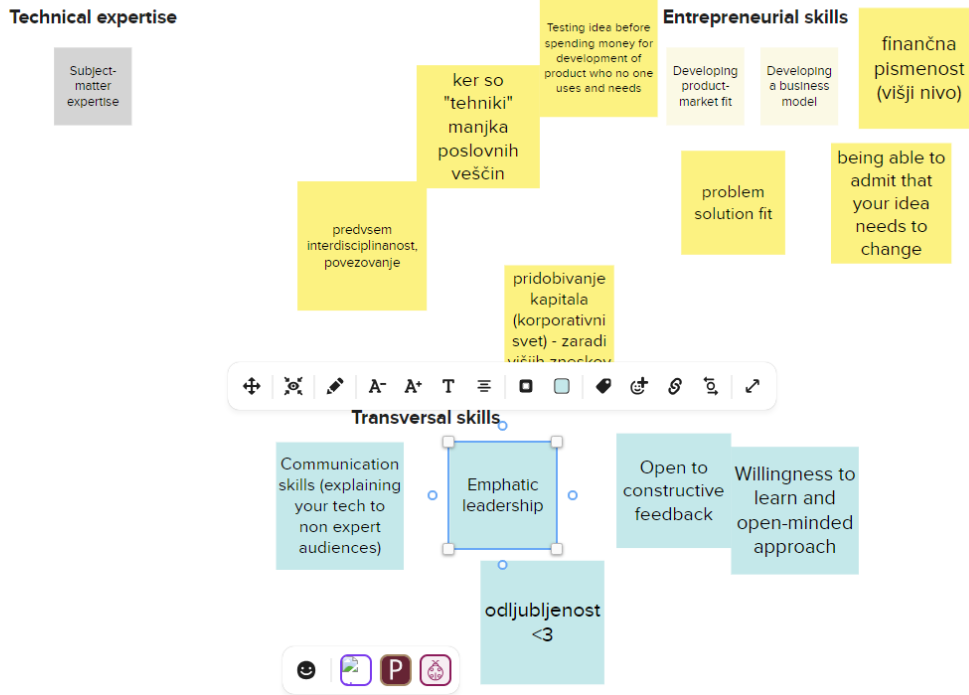 Technical expertise
Subject-
matter
expertise
Testing idea before
spending money for
development of
product who no one
uses and needs
ker so
"tehniki"
manjka
poslovnih
veščin
predvsem
interdisciplinanost,
povezovanje
Entrepreneurial skills
Developing
product-
market fit
Developing
a business
model
finančna
pismenost
(višji nivo)
problem
solution fit
being able to
admit that
your idea
needs to
change
pridobivanje
kapitala
(korporativni
svet) - zaradi
višjih zneskov
A-
A+
T
Transversal skills
Communication
skills (explaining
your tech to
non expert
audiences)
Emphatic
leadership
Open to
constructive
feedback
Willingness to
learn and
open-minded
approach
odljubljenost
<3
P